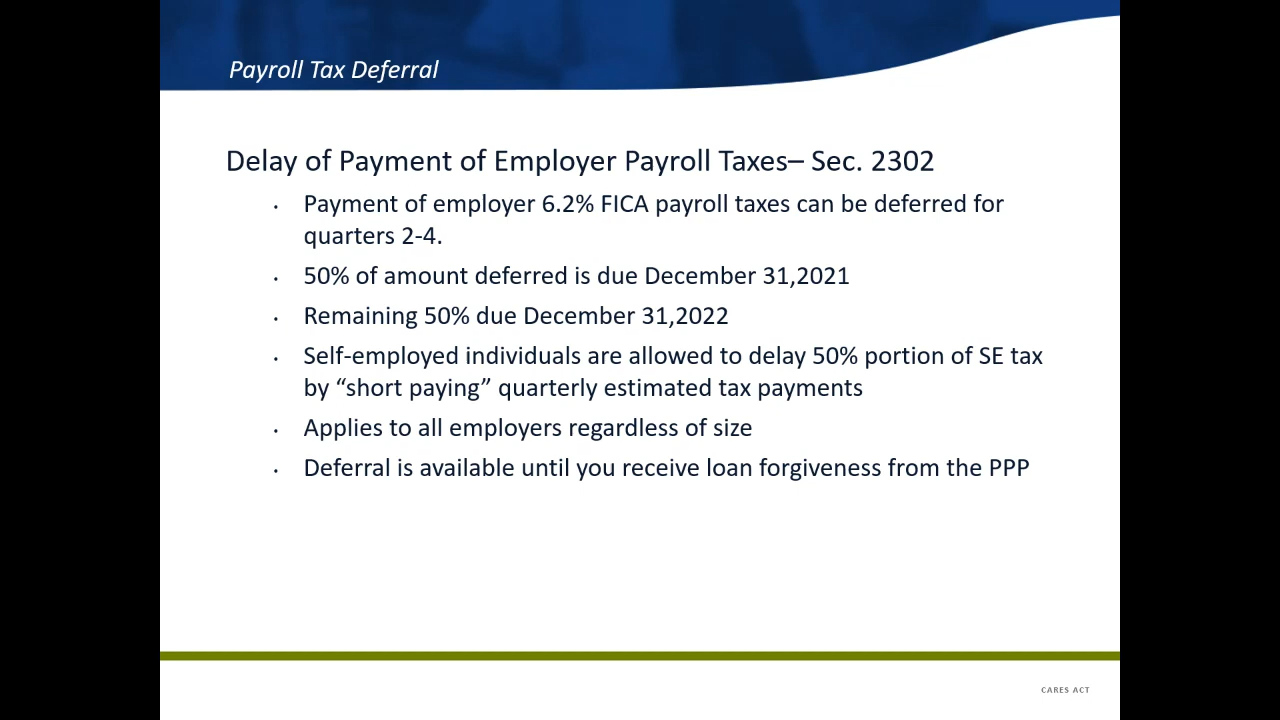 Payroll Tax Deferral
Delay of Payment of Employer Payroll Taxes– Sec. 2302
· Payment of employer 6.2% FICA payroll taxes can be deferred for
quarters 2-4.
· 50% of amount deferred is due December 31,2021
· Remaining 50% due December 31,2022
· Self-employed individuals are allowed to delay 50% portion of SE tax
by “short paying” quarterly estimated tax payments
· Applies to all employers regardless of size
· Deferral is available until you receive loan forgiveness from the PPP
CARES ACT